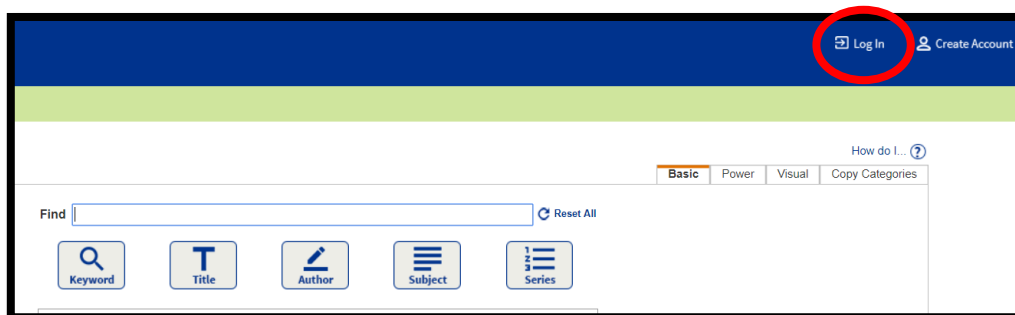 Log In Create Account
How do I... ?
Basic Power Visual Copy Categories
Find Reset All
Keyword Title Author Subject Series